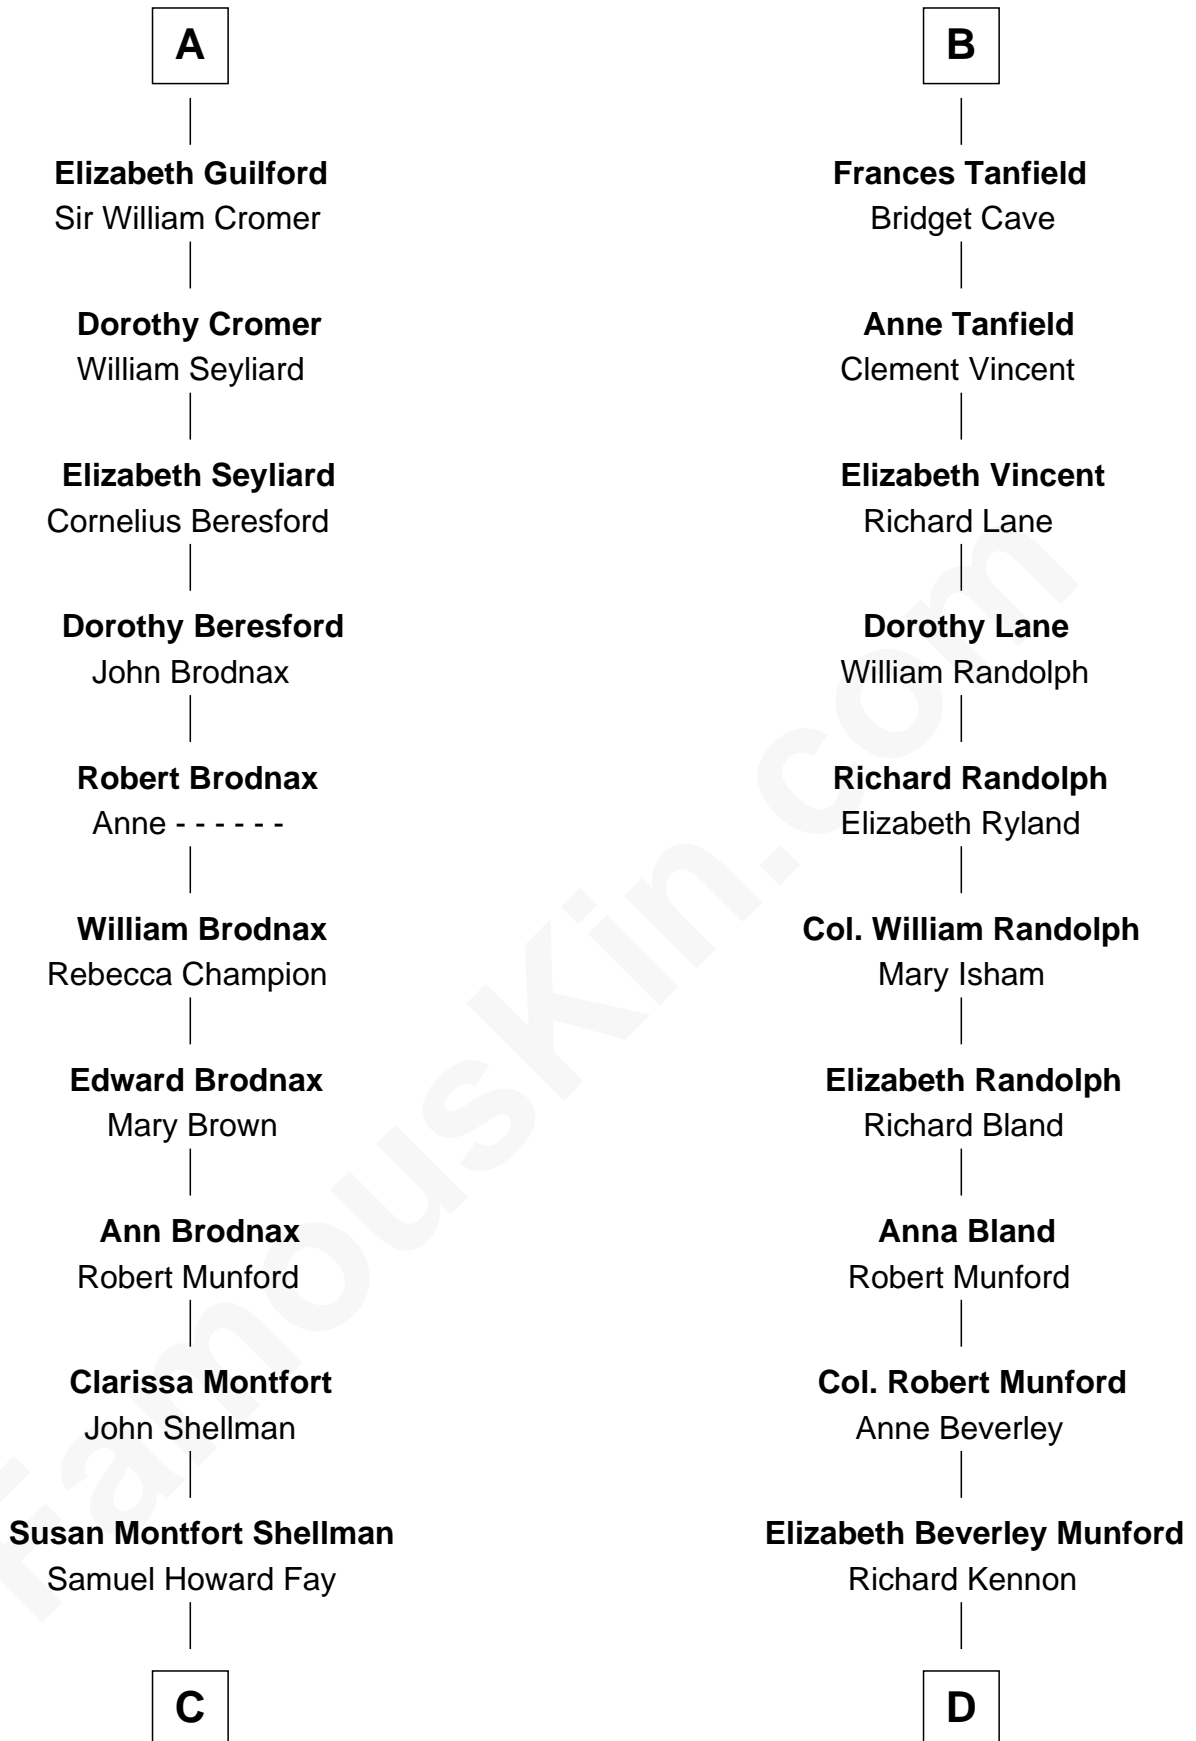 A
Elizabeth Guilford
Sir William Cromer
Dorothy Cromer
William Seyliard
Elizabeth Seyliard
Cornelius Beresford
Dorothy Beresford
John Brodnax
Robert Brodnax
Anne - - - - - -
William Brodnax
Rebecca Champion
Edward Brodnax
Mary Brown
Ann Brodnax
Robert Munford
Clarissa Montfort
John Shellman
Susan Montfort Shellman
Samuel Howard Fay
C
B
Frances Tanfield
Bridget Cave
Anne Tanfield
Clement Vincent
Elizabeth Vincent
Richard Lane
Dorothy Lane
William Randolph
Richard Randolph
Elizabeth Ryland
Col. William Randolph
Mary Isham
Elizabeth Randolph
Richard Bland
Anna Bland
Robert Munford
Col. Robert Munford
Anne Beverley
Elizabeth Beverley Munford
Richard Kennon
D
FamousKin.com